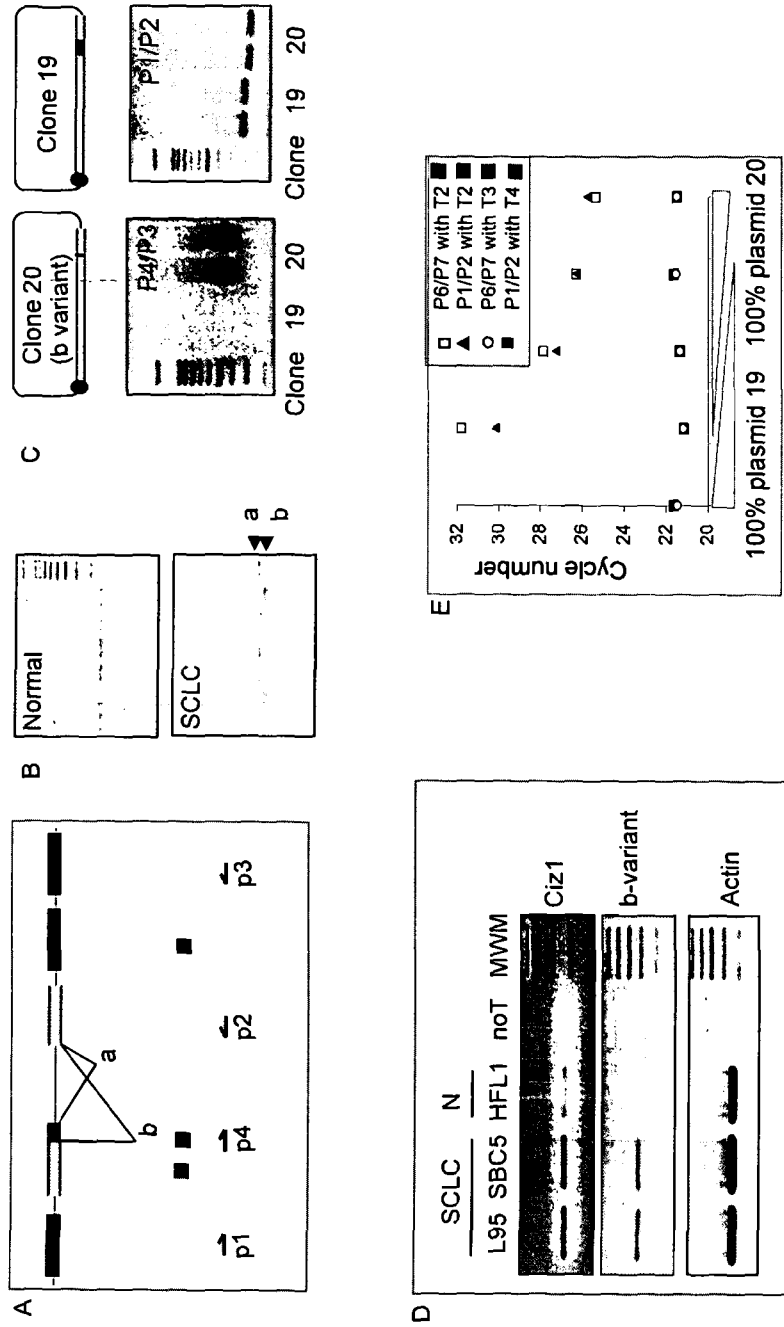 A
a
b
p1
p4
p2
p3
B
Normal
SCLC
a
b
C
Clone 20
(b variant)
Clone 19
P4/P3
Clone 19 20
P1/P2
Clone 19 20
D
SCLC N
L95 SBC5 HFL1 noT MWM
Ciz1
b-variant
Actin
E
Cycle number
32
30
28
26
24
22
20
P6/P7 with T2
P1/P2 with T2
P6/P7 with T3
P1/P2 with T4
100% plasmid 19
100% plasmid 20